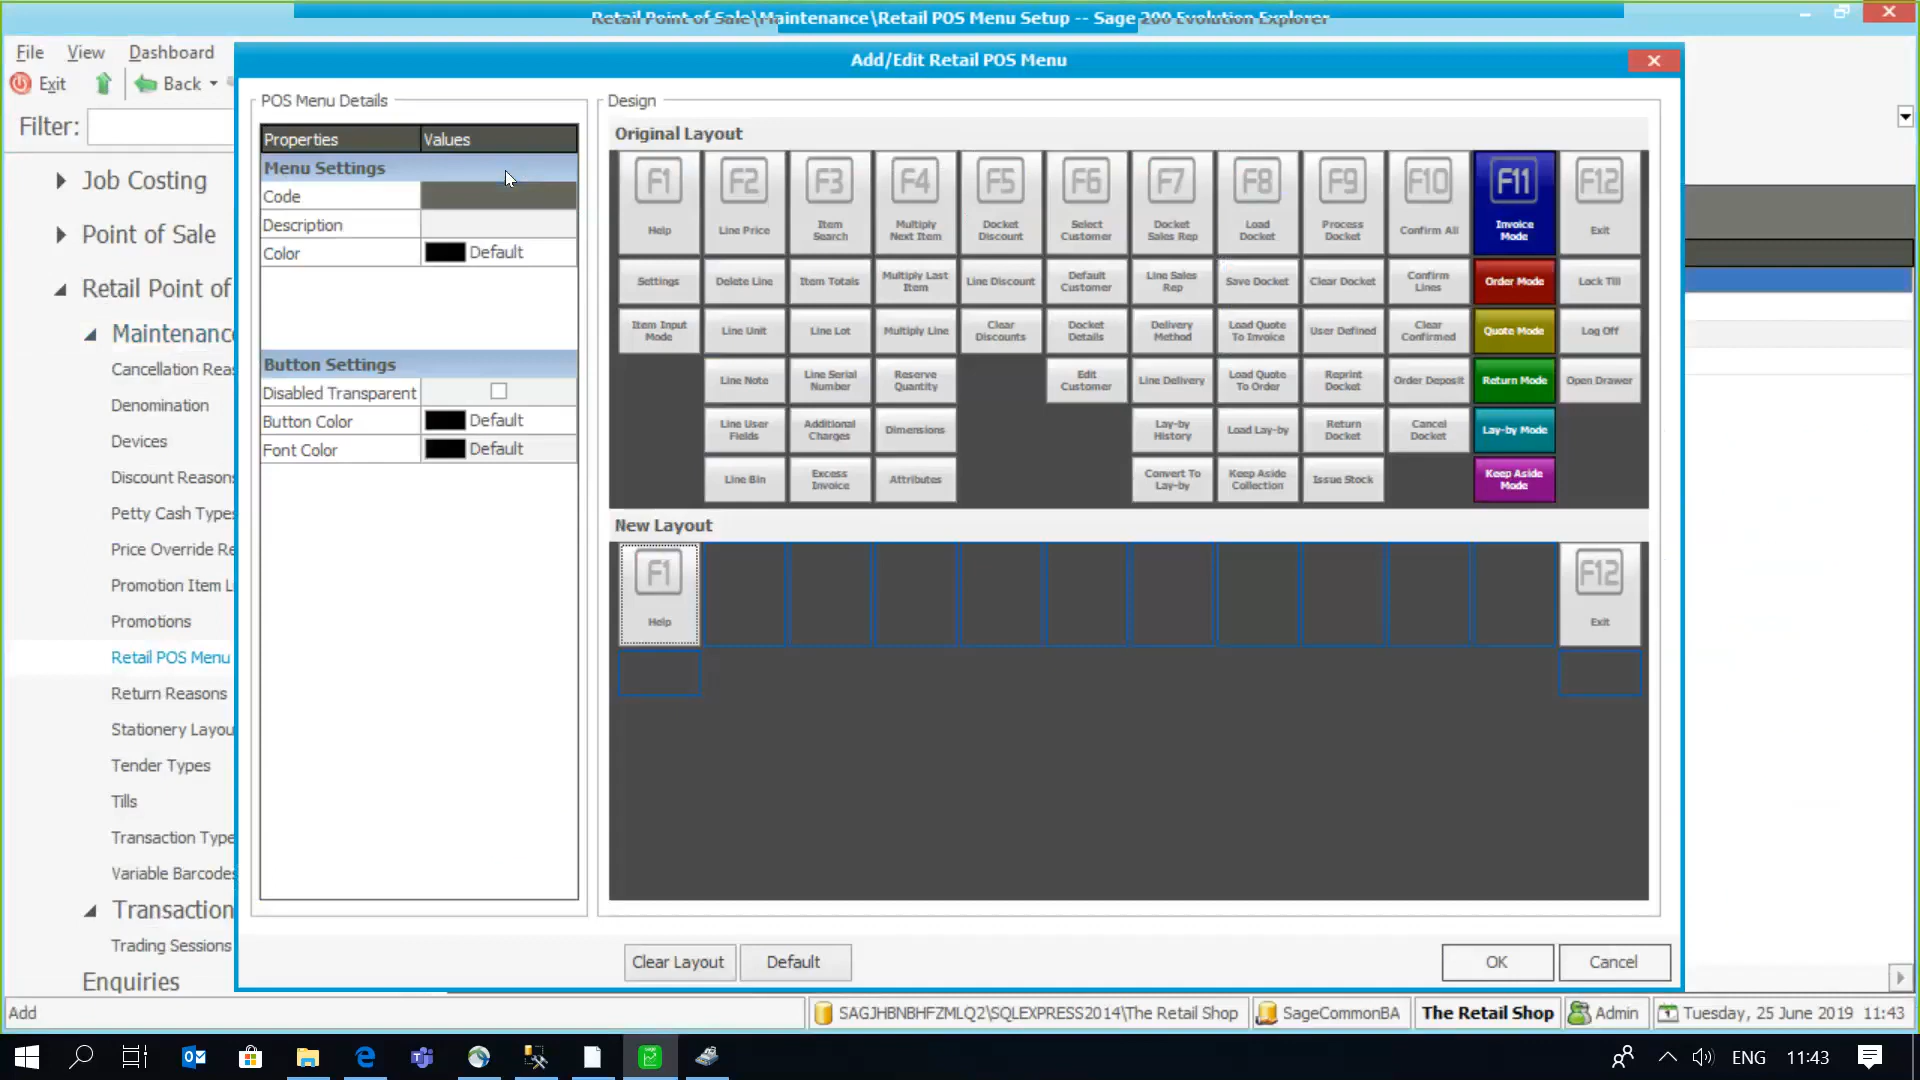 Retail Point of Sale\Maintenance\Retail POS Menu Setup -- Sage 200 Evolution Explorer
File View Dashboard
Exit Back
Filter:
Job Costing
Point of Sale
Retail Point of
Maintenance
Cancellation Reas
Denomination
Devices
Discount Reasons
Petty Cash Types
Price Override Re
Promotion Item L
Promotions
Retail POS Menu
Return Reasons
Stationery Layou
Tender Types
Tills
Transaction Type
Variable Barcodes
Transaction
Trading Sessions
Enquiries
Add/Edit Retail POS Menu
POS Menu Details
Properties Values
Menu Settings
Code
Description
Color Default
Button Settings
Disabled Transparent
Button Color Default
Font Color Default
Design
Original Layout
F1 F2 F3 F4 F5 F6 F7 F8 F9 F10 F11 F12
Help Line Price Item Search Multiply Next Item Docket Discount Select Customer Docket Sales Rep Load Docket Process Docket Confirm All Invoice Mode Exit
Settings Delete Line Item Totals Multiply Last Item Line Discount Default Customer Line Sales Rep Save Docket Clear Docket Confirm Lines Order Mode Lock Till
Item Input Mode Line Unit Line Lot Multiply Line Clear Discounts Docket Details Delivery Method Load Quote To Invoice User Defined Clear Confirmed Quote Mode Log Off
Line Note Line Serial Number Reserve Quantity Edit Customer Line Delivery Load Quote To Order Reprint Docket Order Deposit Return Mode Open Drawer
Line User Fields Additional Charges Dimensions Lay-by History Load Lay-by Return Docket Cancel Docket Lay-by Mode
Line Bin Excess Invoice Attributes Convert To Lay-by Keep Aside Collection Issue Stock Keep Aside Mode
New Layout
F1 F12
Help Exit
Clear Layout Default OK Cancel
Add SAGJHBNBHFZMLQ2\SQLEXPRESS2014\The Retail Shop SageCommonBA The Retail Shop Admin Tuesday, 25 June 2019 11:43
ENG 11:43